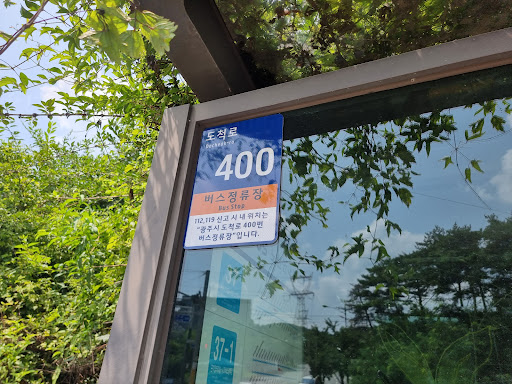 도척로
Docheok-ro
400
버스정류장
Bus Stop
112,119 신고 시 내 위치는
"광주시 도척로 400번
버스정류장"입니다.
37-1